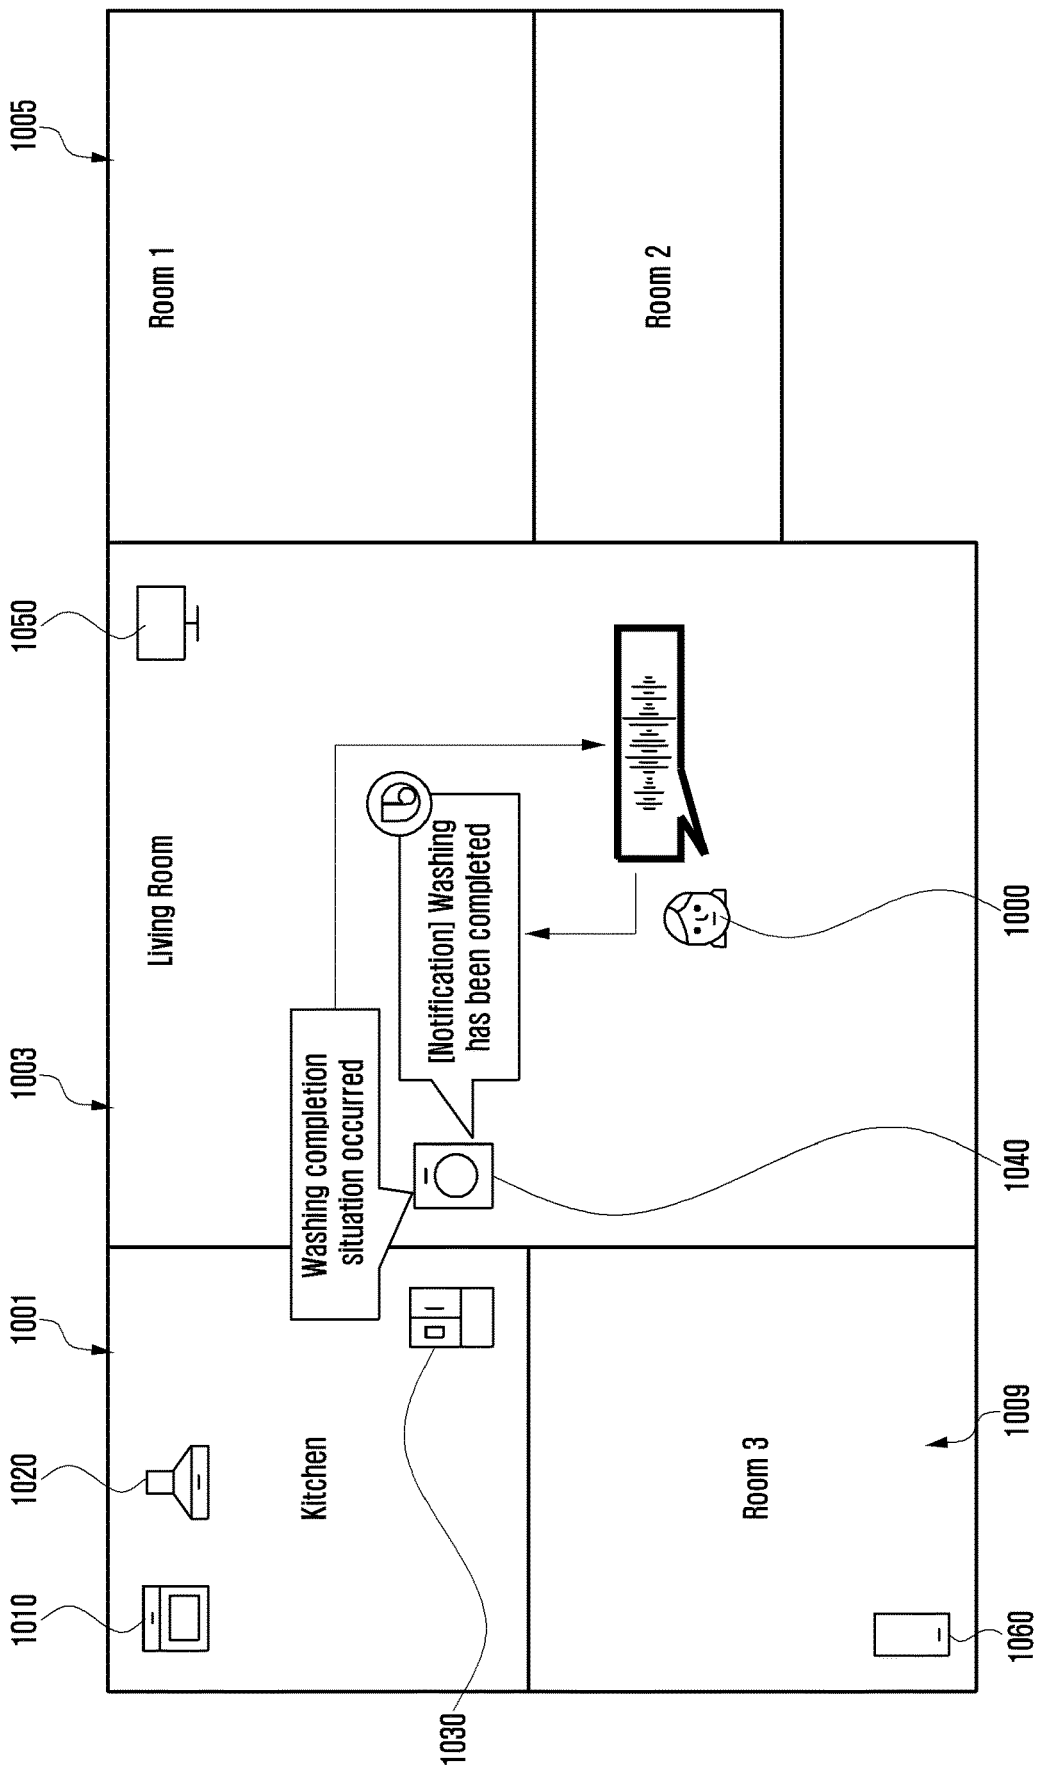 1010
1020
1001
1003
1050
1005
Kitchen
Living Room
Room 1
Washing completion
situation occurred
[Notification] Washing
has been completed
Room 3
Room 2
1030
1060
1009
1040
1000